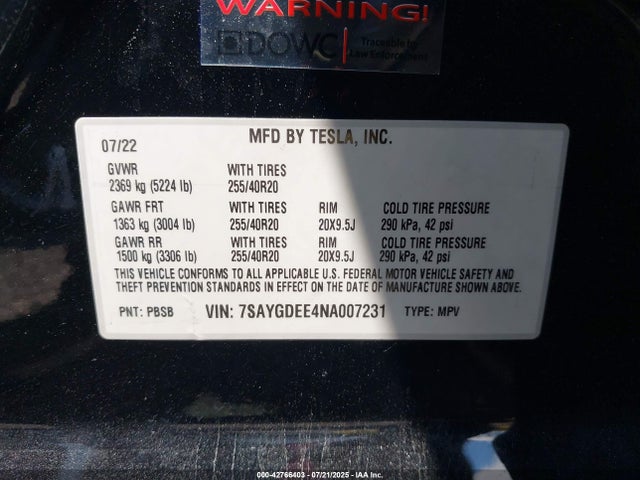 WARNING!
DOWC Traceable by
Law Enforcement
07/22 MFD BY TESLA, INC.
GVWR WITH TIRES
2369 kg (5224 lb) 255/40R20
GAWR FRT WITH TIRES RIM COLD TIRE PRESSURE
1363 kg (3004 lb) 255/40R20 20X9.5J 290 kPa, 42 psi
GAWR RR WITH TIRES RIM COLD TIRE PRESSURE
1500 kg (3306 lb) 255/40R20 20X9.5J 290 kPa, 42 psi
THIS VEHICLE CONFORMS TO ALL APPLICABLE U.S. FEDERAL MOTOR VEHICLE SAFETY AND
THEFT PREVENTION STANDARDS IN EFFECT ON THE DATE OF MANUFACTURE SHOWN ABOVE.
PNT: PBSB VIN: 7SAYGDEE4NA007231 TYPE: MPV
000-42766403 - 07/21/2025 - IAA Inc.